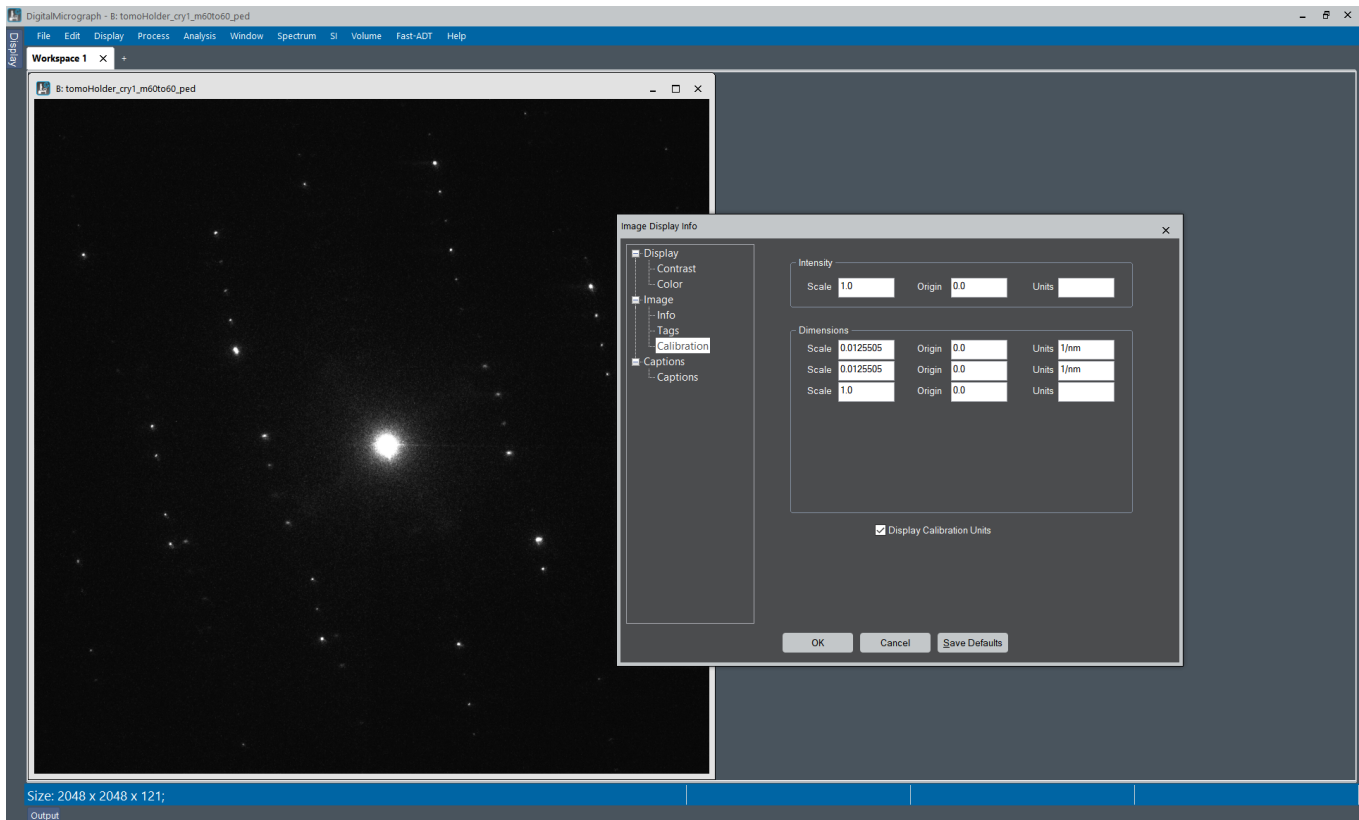 DigitalMicrograph - B: tomoHolder_cry1_m60to60_ped
Display
File Edit Display Process Analysis Window Spectrum SI Volume Fast-ADT Help
Workspace 1 X +
B: tomoHolder_cry1_m60to60_ped
Image Display Info
Display
Contrast
Color
Image
Info
Tags
Calibration
Captions
Captions
Intensity
Scale 1.0 Origin 0.0 Units
Dimensions
Scale 0.0125505 Origin 0.0 Units 1/nm
Scale 0.0125505 Origin 0.0 Units 1/nm
Scale 1.0 Origin 0.0 Units
Display Calibration Units
OK Cancel Save Defaults
Size: 2048 x 2048 x 121;
Output